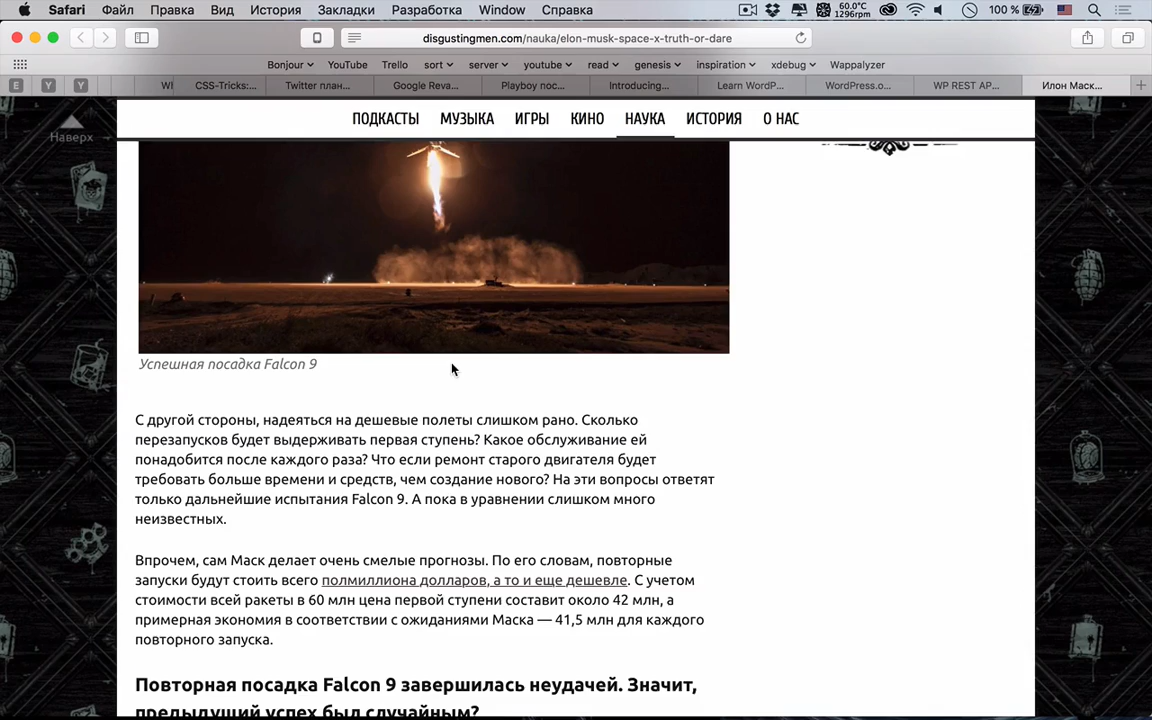 Safari Файл Правка Вид История Закладки Разработка Window Справка 60.0°C 1296rpm 100 %
disgustingmen.com/nauka/elon-musk-space-x-truth-or-dare
Bonjour YouTube Trello sort server youtube read genesis inspiration xdebug Wappalyzer
E Y Y WI CSS-Tricks:... Twitter план... Google Reva... Playboy пос... Introducing... Learn WordP... WordPress.o... WP REST AP... Илон Маск...
Наверх
ПОДКАСТЫ МУЗЫКА ИГРЫ КИНО НАУКА ИСТОРИЯ О НАС
Успешная посадка Falcon 9
С другой стороны, надеяться на дешевые полеты слишком рано. Сколько
перезапусков будет выдерживать первая ступень? Какое обслуживание ей
понадобится после каждого раза? Что если ремонт старого двигателя будет
требовать больше времени и средств, чем создание нового? На эти вопросы ответят
только дальнейшие испытания Falcon 9. А пока в уравнении слишком много
неизвестных.
Впрочем, сам Маск делает очень смелые прогнозы. По его словам, повторные
запуски будут стоить всего полмиллиона долларов, а то и еще дешевле. С учетом
стоимости всей ракеты в 60 млн цена первой ступени составит около 42 млн, а
примерная экономия в соответствии с ожиданиями Маска — 41,5 млн для каждого
повторного запуска.
Повторная посадка Falcon 9 завершилась неудачей. Значит,
предыдущий успех был случайным?